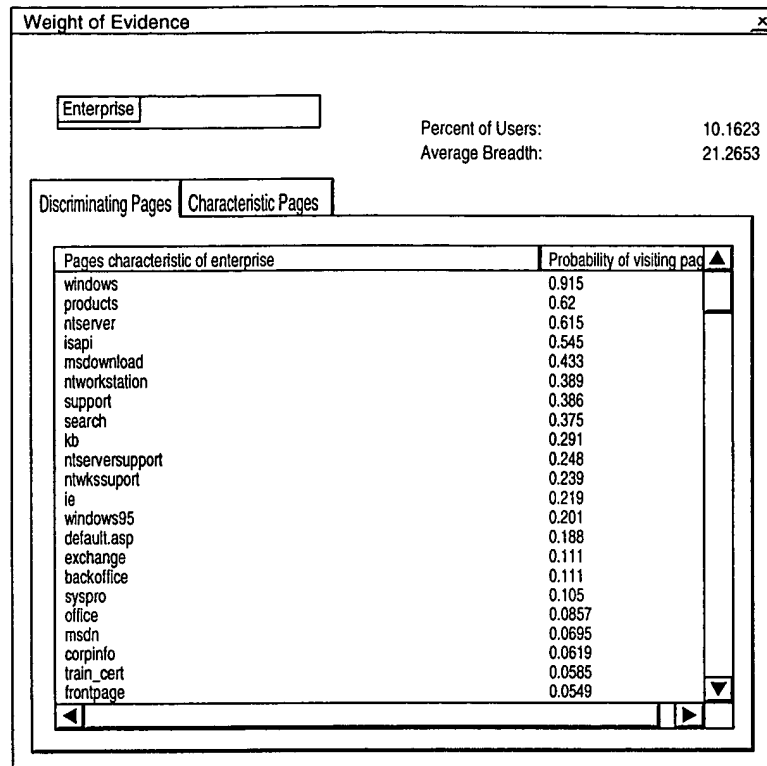 Weight of Evidence x
Enterprise
Percent of Users: 10.1623
Average Breadth: 21.2653
Discriminating Pages Characteristic Pages
Pages characteristic of enterprise Probability of visiting pag
windows 0.915
products 0.62
ntserver 0.615
isapi 0.545
msdownload 0.433
ntworkstation 0.389
support 0.386
search 0.375
kb 0.291
ntserversupport 0.248
ntwkssuport 0.239
ie 0.219
windows95 0.201
default.asp 0.188
exchange 0.111
backoffice 0.111
syspro 0.105
office 0.0857
msdn 0.0695
corpinfo 0.0619
train_cert 0.0585
frontpage 0.0549